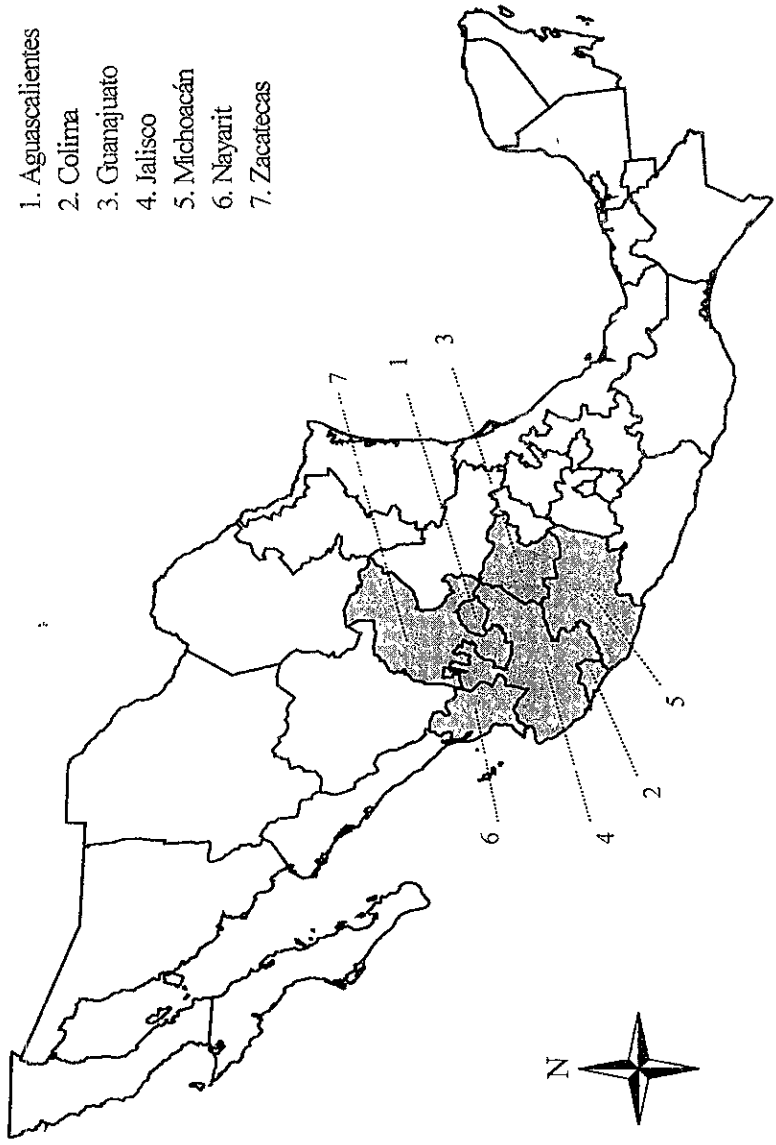 1. Aguascalientes
2. Colima
3. Guanajuato
4. Jalisco
5. Michoacán
6. Nayarit
7. Zacatecas
7
1
3
6
4
2
5
N